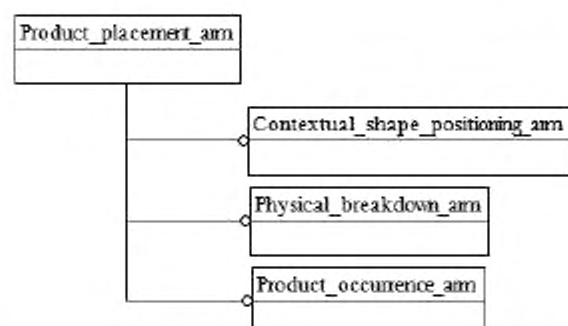 Product_placement_arm
Contextual_shape_positioning_arm
Physical_breakdown_arm
Product_occurrence_arm